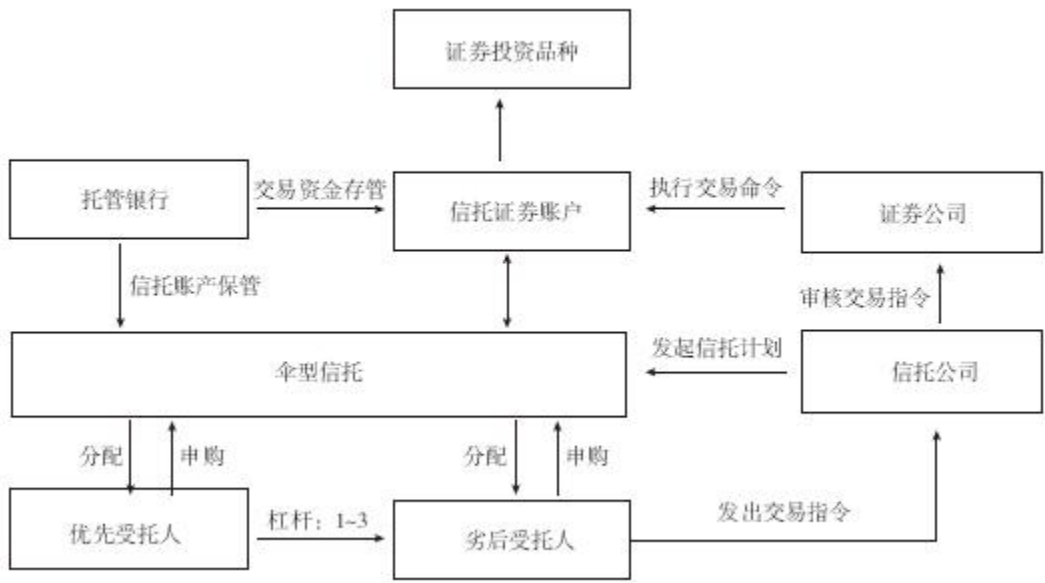 证券投资品种
托管银行
交易资金存管
信托证券账户
执行交易命令
证券公司
信托账产保管
审核交易指令
伞型信托
发起信托计划
信托公司
分配
申购
分配
申购
优先受托人
杠杆：1~3
劣后受托人
发出交易指令